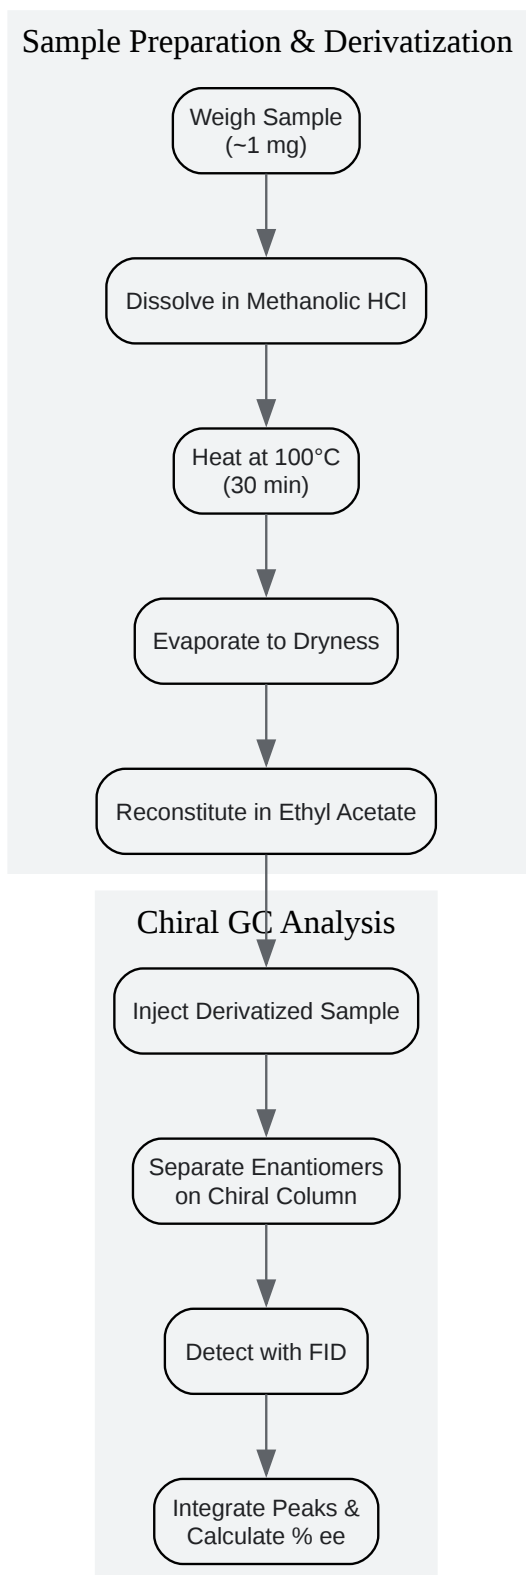 Sample Preparation & Derivatization
Weigh Sample
(~1 mg)
Dissolve in Methanolic HCl
Heat at 100°C
(30 min)
Evaporate to Dryness
Reconstitute in Ethyl Acetate
Chiral GC Analysis
Inject Derivatized Sample
Separate Enantiomers
on Chiral Column
Detect with FID
Integrate Peaks &
Calculate % ee